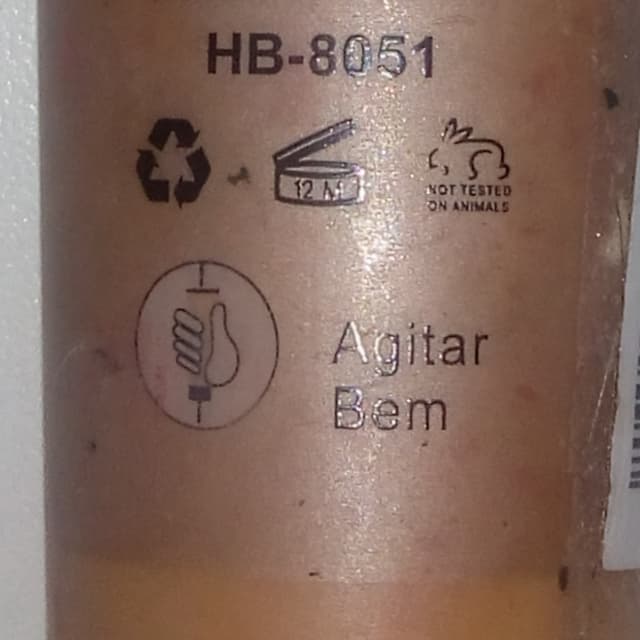 HB-8051
12 M
NOT TESTED
ON ANIMALS
Agitar
Bem